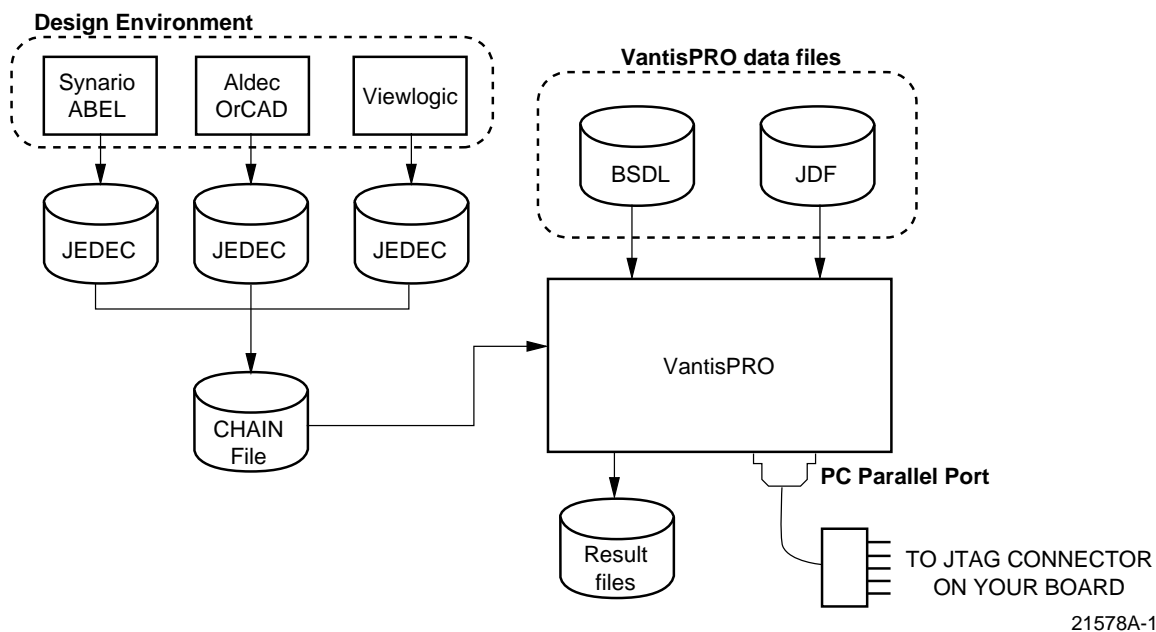 Design Environment
Synario
ABEL
Aldec
OrCAD
Viewlogic
VantisPRO data files
BSDL
JDF
JEDEC
JEDEC
JEDEC
VantisPRO
CHAIN
File
PC Parallel Port
Result
files
TO JTAG CONNECTOR
ON YOUR BOARD
21578A-1